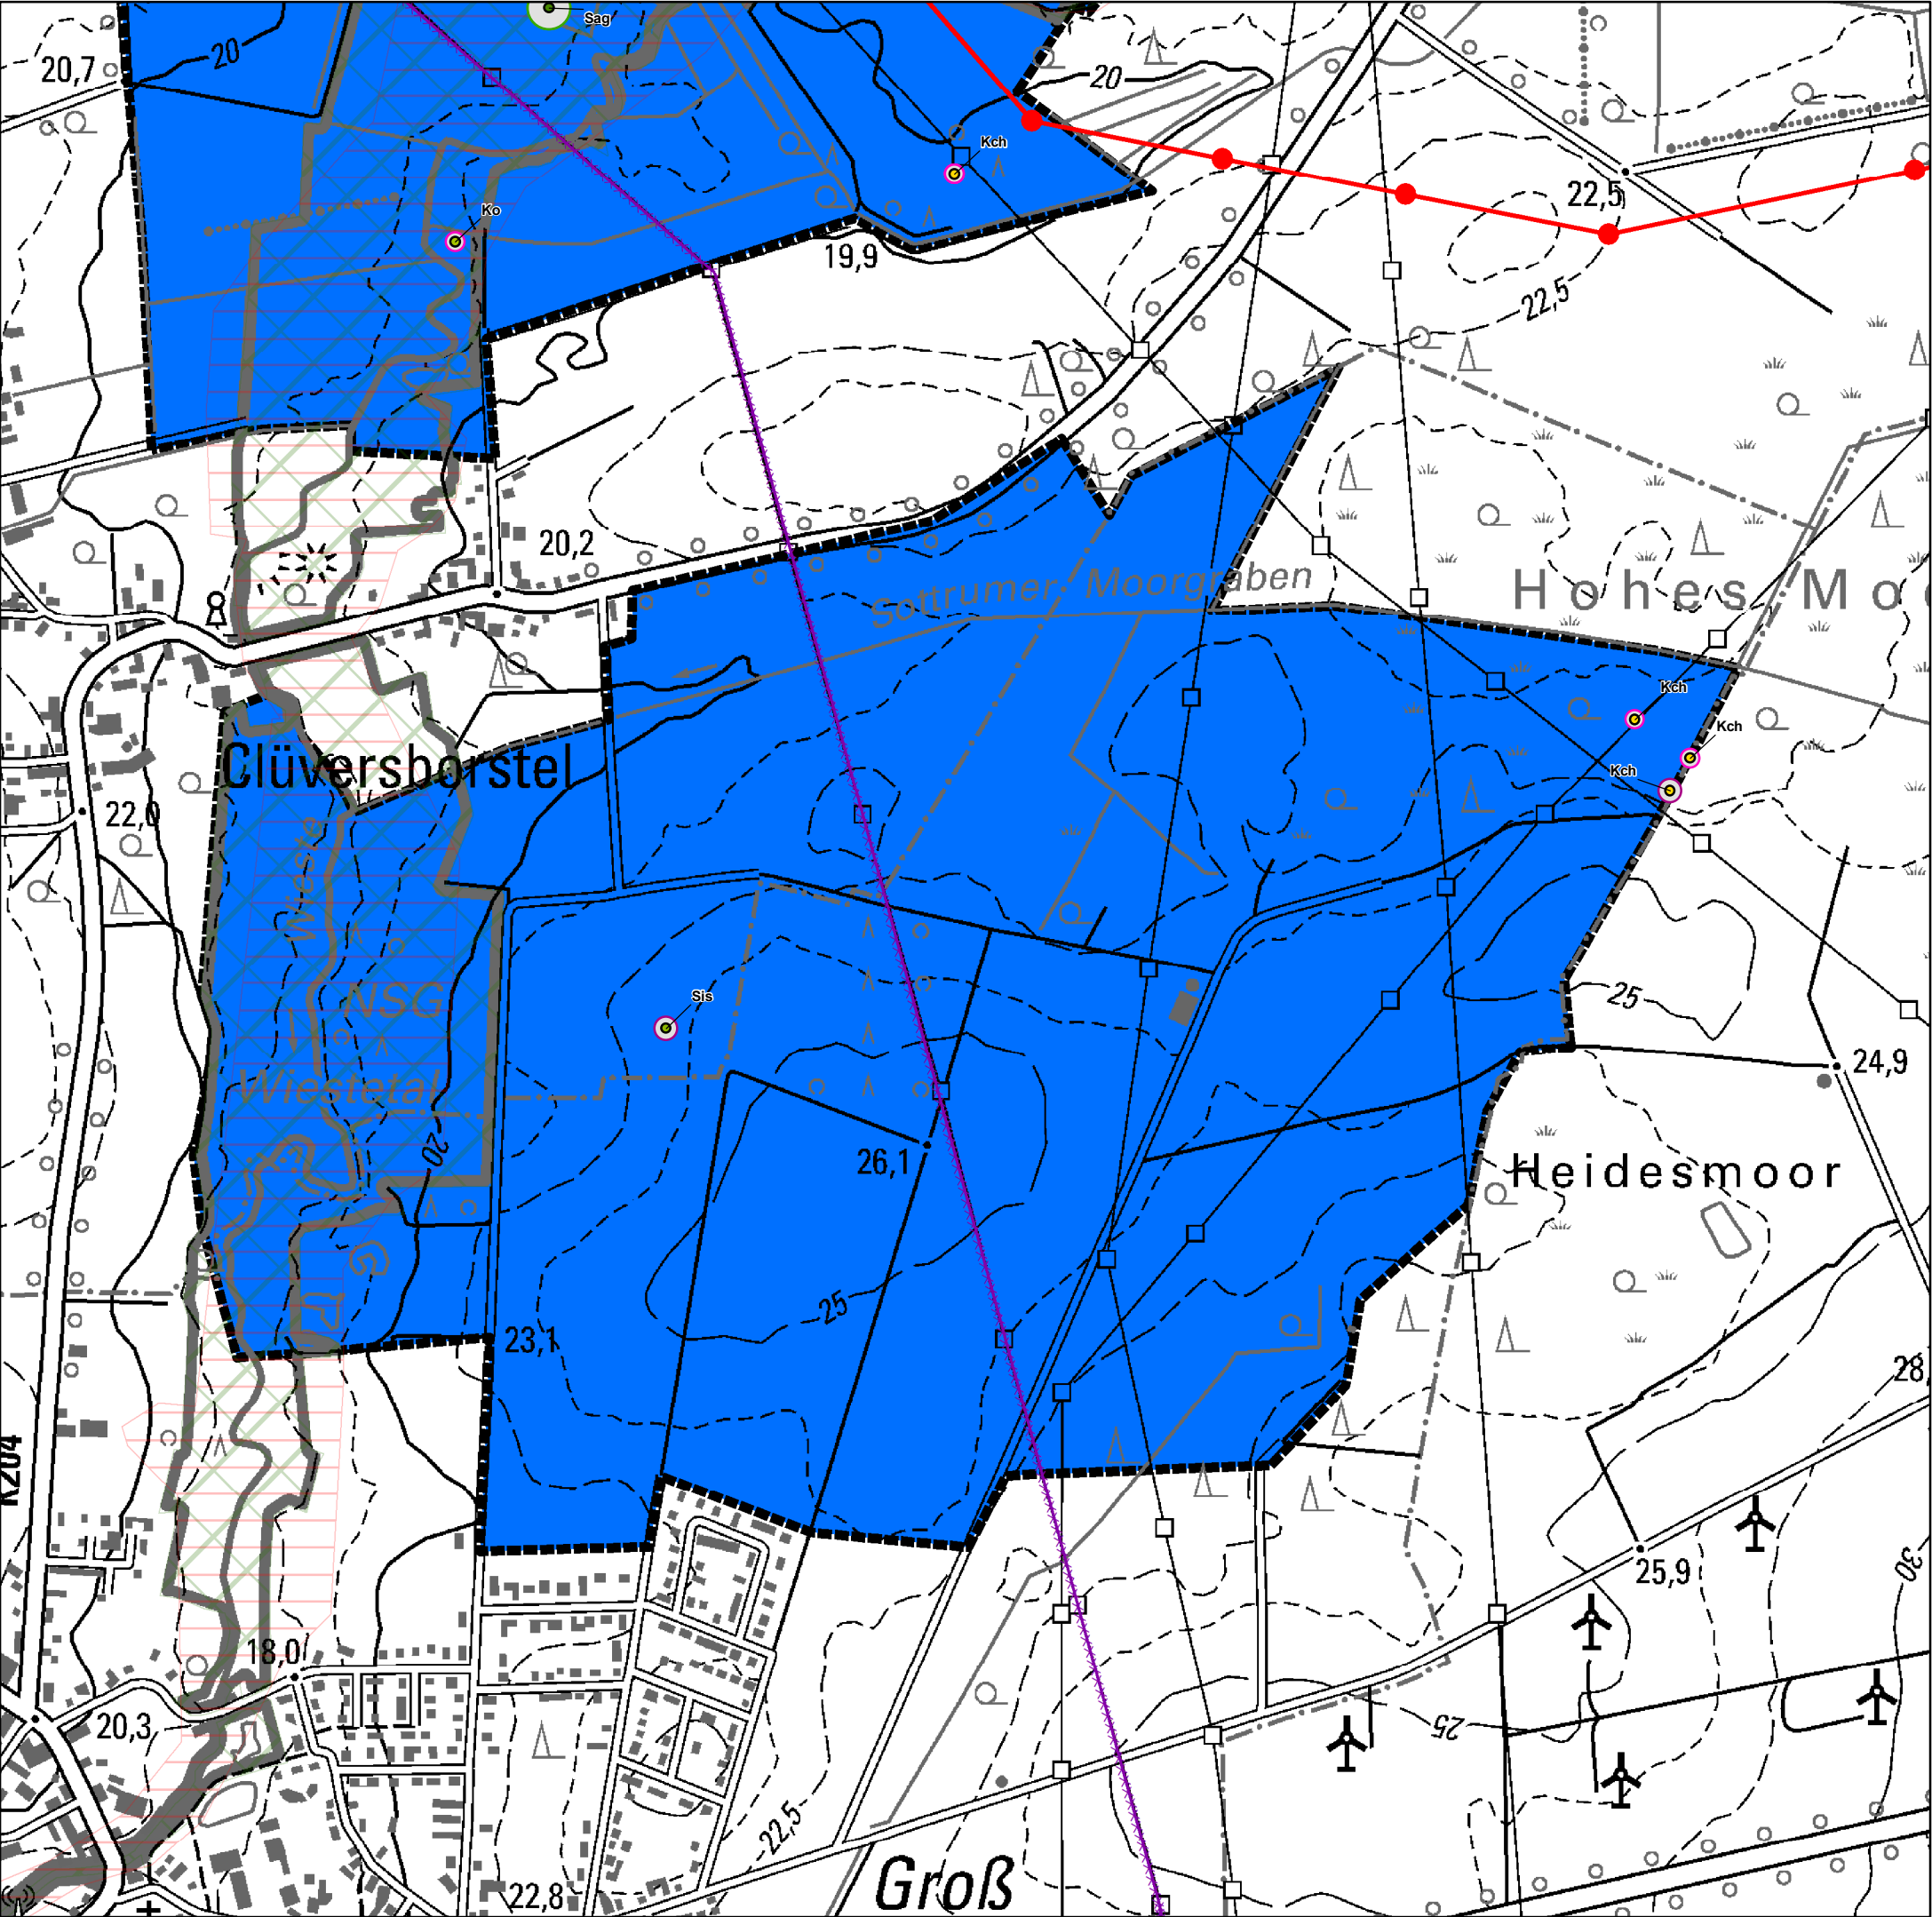 Sag
20,7
20
20
Kch
22,5
Ko
19,9
22,5
20,2
Sottrumer Moorgraben
Hohes Moo
Kch
Kch
Kch
Clüversborstel
22,0
Wieste
Sis
NSG
25
24,9
Wiestetal
20
26,1
Heidesmoor
25
23,1
28,
K204
25,9
30
18,0
20,3
25
22,5
Groß
22,8